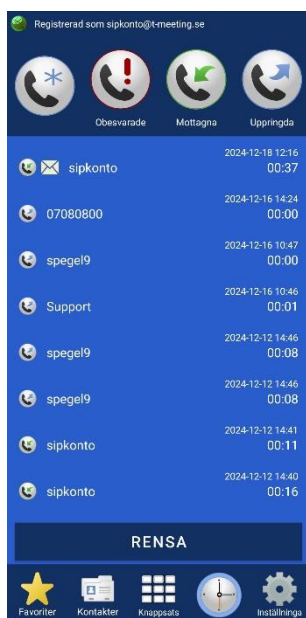 Registrerad som sipkonto@t-meeting.se
Obesvarade Mottagna Uppringda
2024-12-18 12:16
sipkonto 00:37
2024-12-16 14:24
07080800 00:00
2024-12-16 10:47
spegel9 00:00
2024-12-16 10:46
Support 00:01
2024-12-12 14:46
spegel9 00:08
2024-12-12 14:46
spegel9 00:08
2024-12-12 14:41
sipkonto 00:11
2024-12-12 14:40
sipkonto 00:16
RENSA
Favoriter Kontakter Knappsats Inställninga